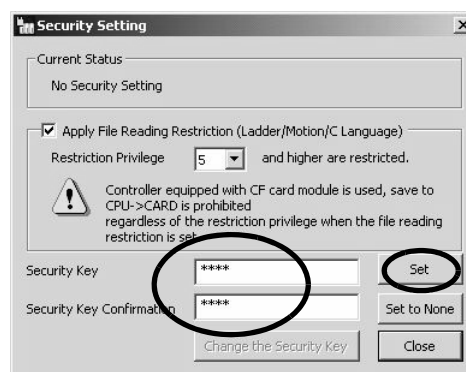 Security Setting
Current Status
No Security Setting
Apply File Reading Restriction (Ladder/Motion/C Language)
Restriction Privilege 5 and higher are restricted.
Controller equipped with CF card module is used, save to
CPU->CARD is prohibited
regardless of the restriction privilege when the file reading
restriction is set.
Security Key **** Set
Security Key Confirmation **** Set to None
Change the Security Key Close